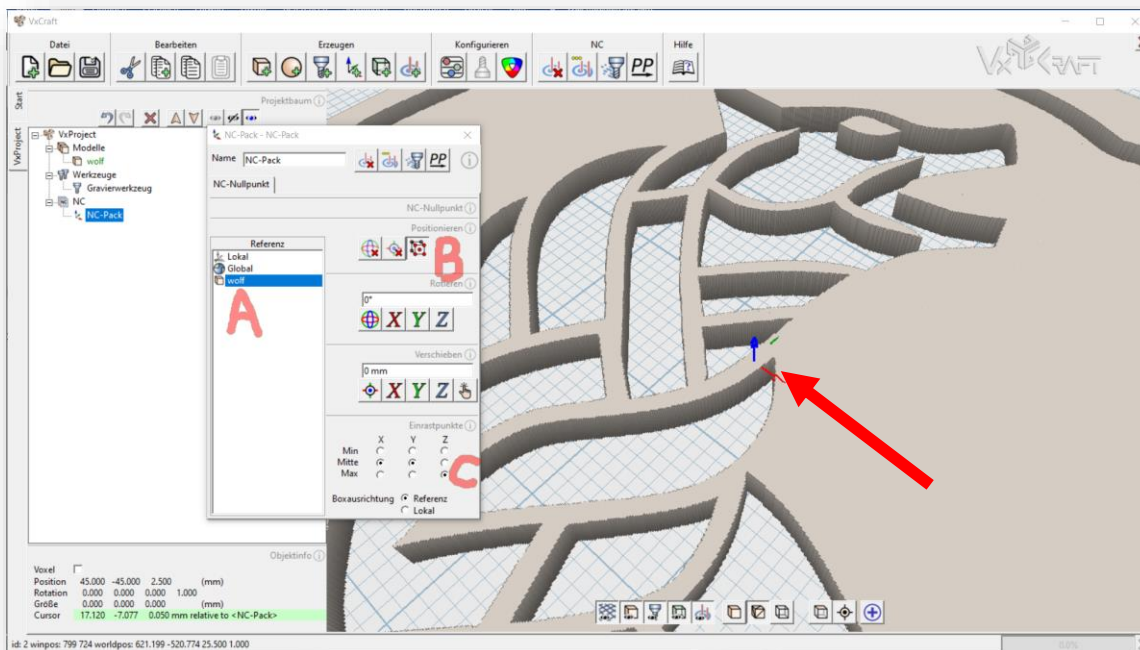 VxCraft
Datei Bearbeiten Erzeugen Konfigurieren NC Hilfe
PP
VXCRAFT
Start
VxProject
Projektbaum
VxProject
Modelle
wolf
Werkzeuge
Gravierwerkzeug
NC
NC-Pack
NC-Pack - NC-Pack
Name NC-Pack PP
NC-Nullpunkt
NC-Nullpunkt
Positionieren
Referenz
Lokal
Global
wolf
A
B
Rotieren
0°
X Y Z
Verschieben
0 mm
X Y Z
Einrastpunkte
X Y Z
Min
Mitte
Max
C
Boxausrichtung Referenz
Lokal
Objektinfo
Voxel
Position 45.000 -45.000 2.500 (mm)
Rotation 0.000 0.000 0.000 1.000
Größe 0.000 0.000 0.000 (mm)
Cursor 17.120 -7.077 0.050 mm relative to <NC-Pack>
id: 2 winpos: 799 724 worldpos: 621.199 -520.774 25.500 1.000